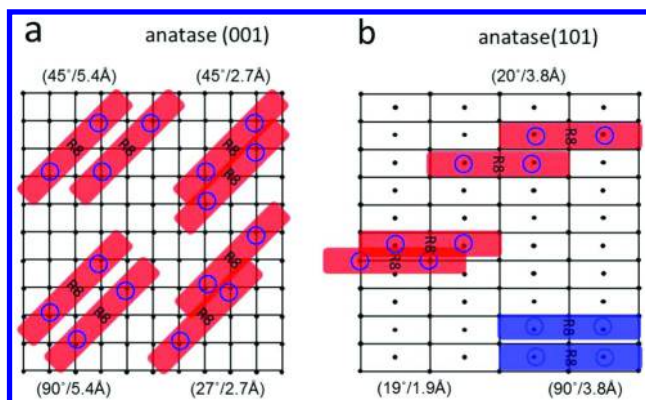 a anatase (001)
(45°/5.4Å) (45°/2.7Å)
R8 R8 R8 R8
R8 R8 R8 R8
(90°/5.4Å) (27°/2.7Å)
b anatase(101)
(20°/3.8Å)
R8
R8
R8
R8
R8
R8
(19°/1.9Å) (90°/3.8Å)